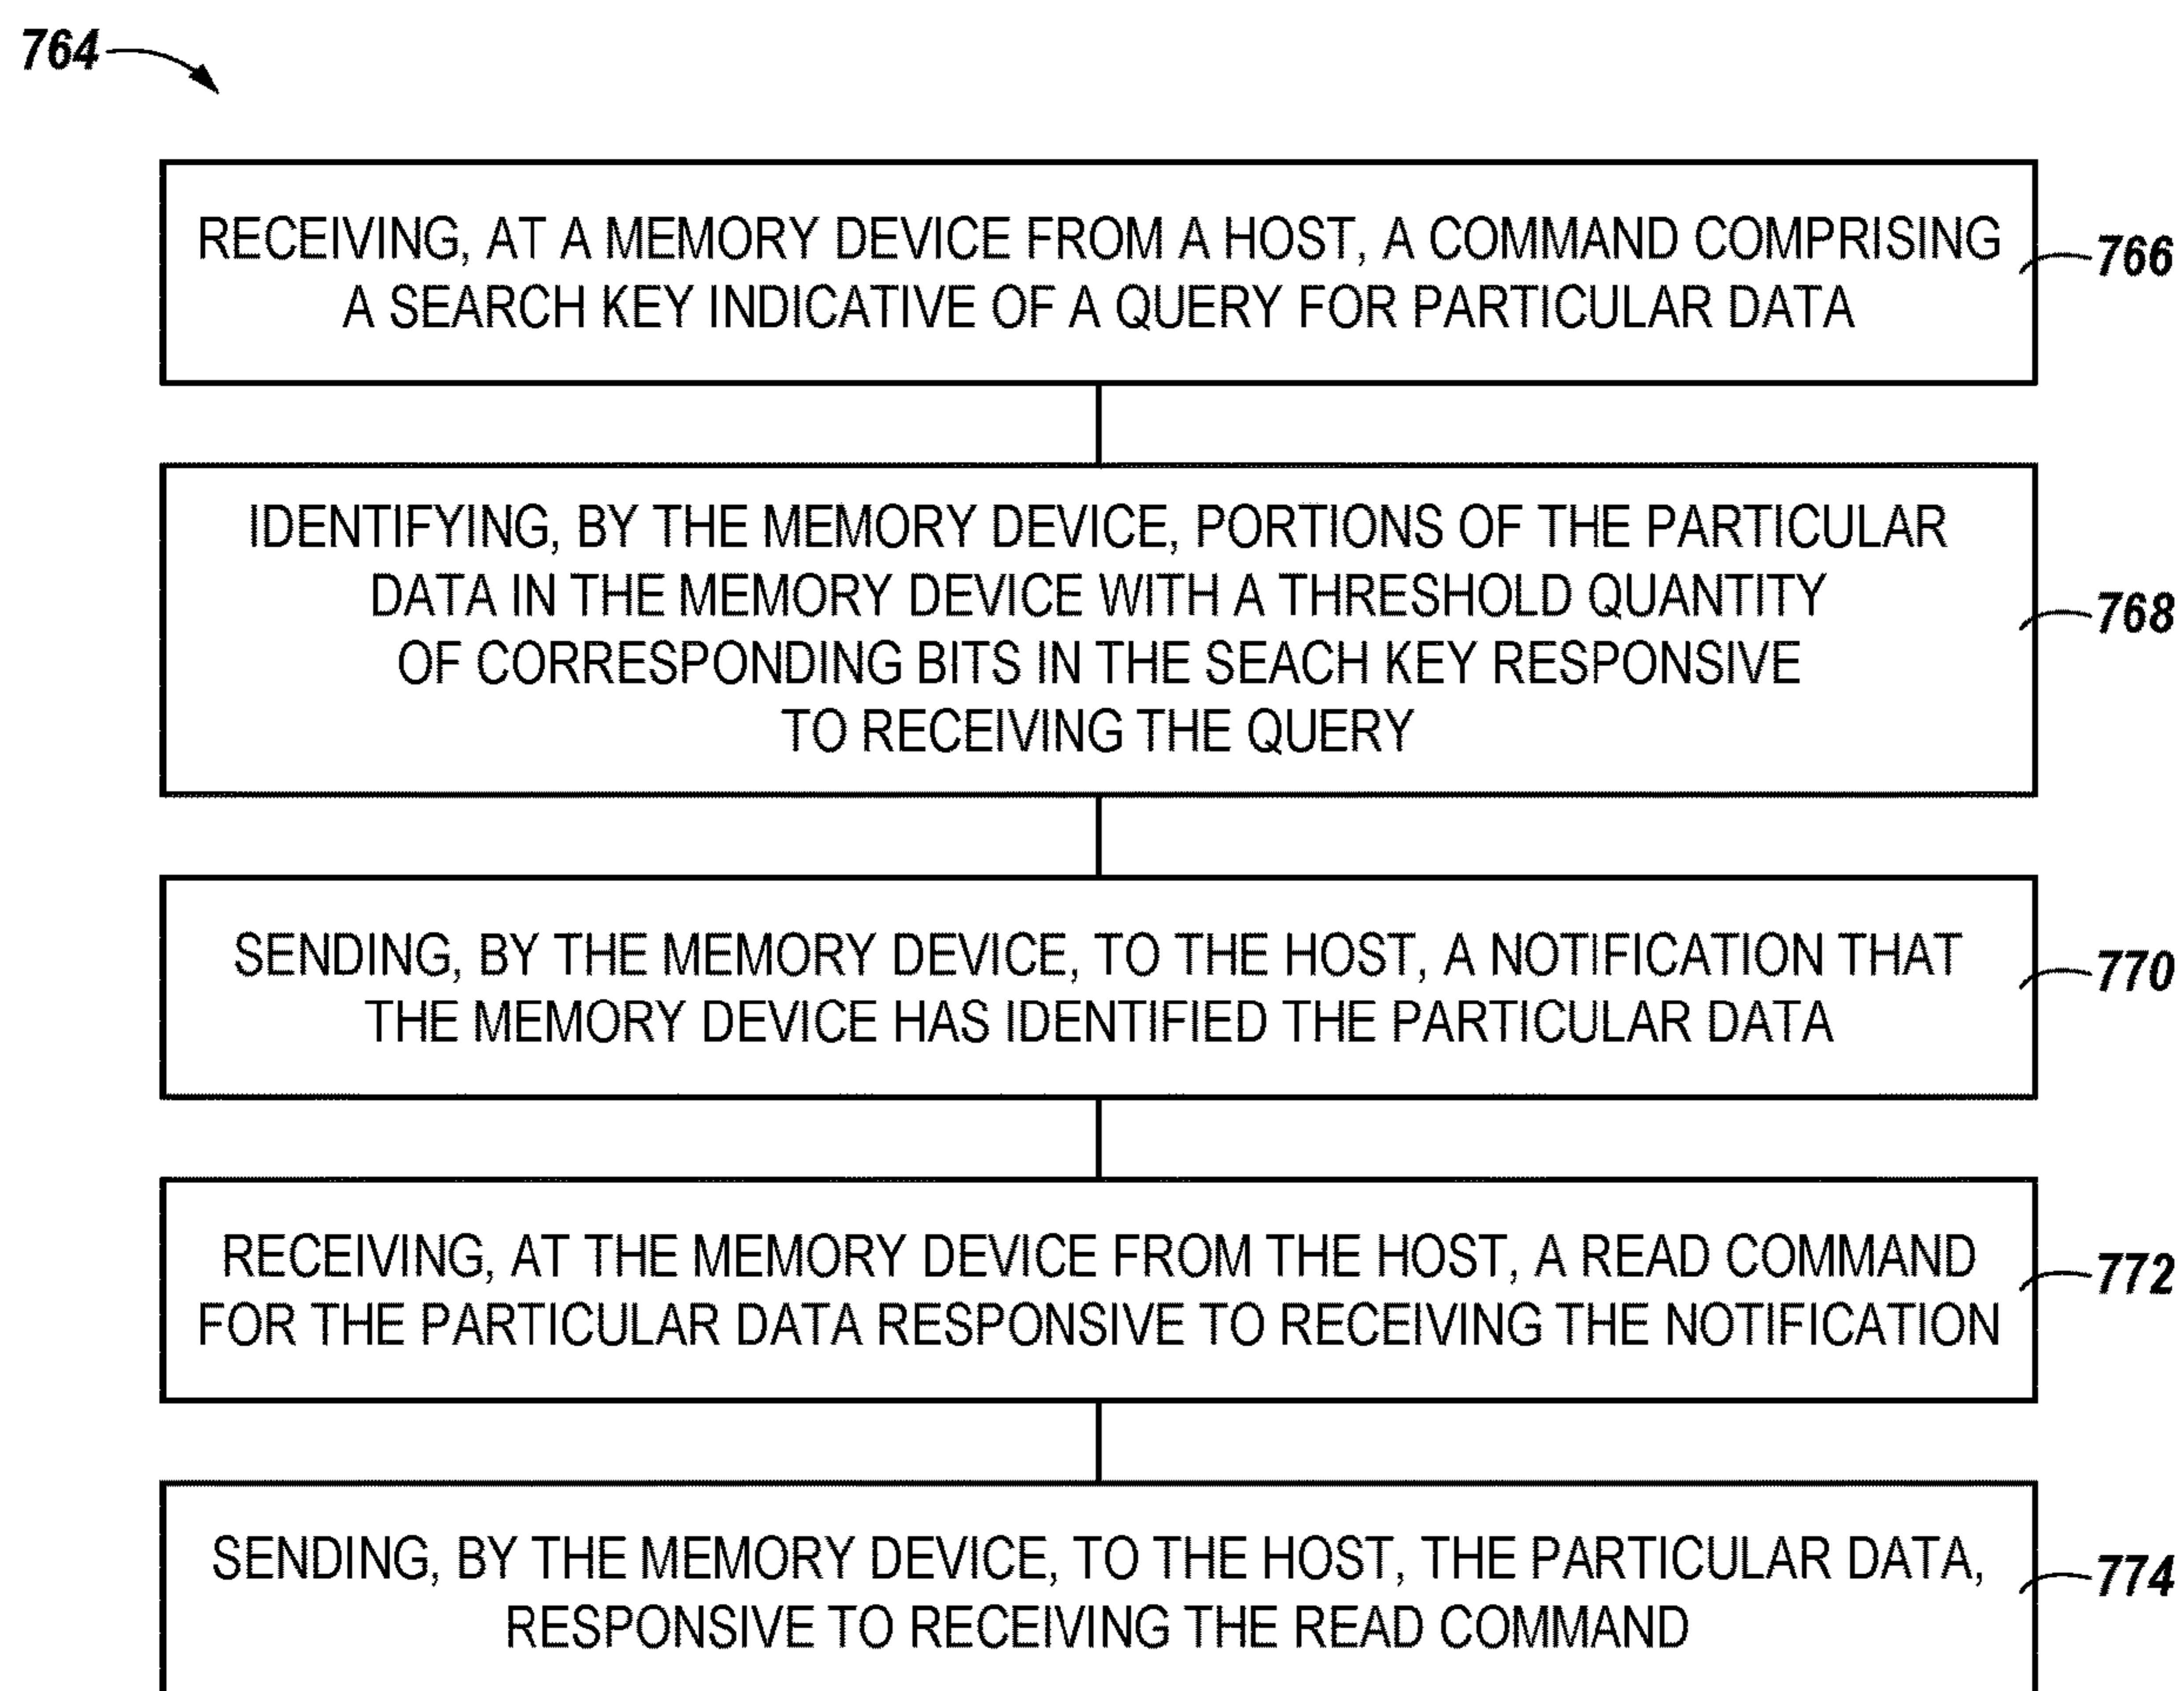 764
RECEIVING, AT A MEMORY DEVICE FROM A HOST, A COMMAND COMPRISING
A SEARCH KEY INDICATIVE OF A QUERY FOR PARTICULAR DATA
766
IDENTIFYING, BY THE MEMORY DEVICE, PORTIONS OF THE PARTICULAR
DATA IN THE MEMORY DEVICE WITH A THRESHOLD QUANTITY
OF CORRESPONDING BITS IN THE SEACH KEY RESPONSIVE
TO RECEIVING THE QUERY
768
SENDING, BY THE MEMORY DEVICE, TO THE HOST, A NOTIFICATION THAT
THE MEMORY DEVICE HAS IDENTIFIED THE PARTICULAR DATA
770
RECEIVING, AT THE MEMORY DEVICE FROM THE HOST, A READ COMMAND
FOR THE PARTICULAR DATA RESPONSIVE TO RECEIVING THE NOTIFICATION
772
SENDING, BY THE MEMORY DEVICE, TO THE HOST, THE PARTICULAR DATA,
RESPONSIVE TO RECEIVING THE READ COMMAND
774